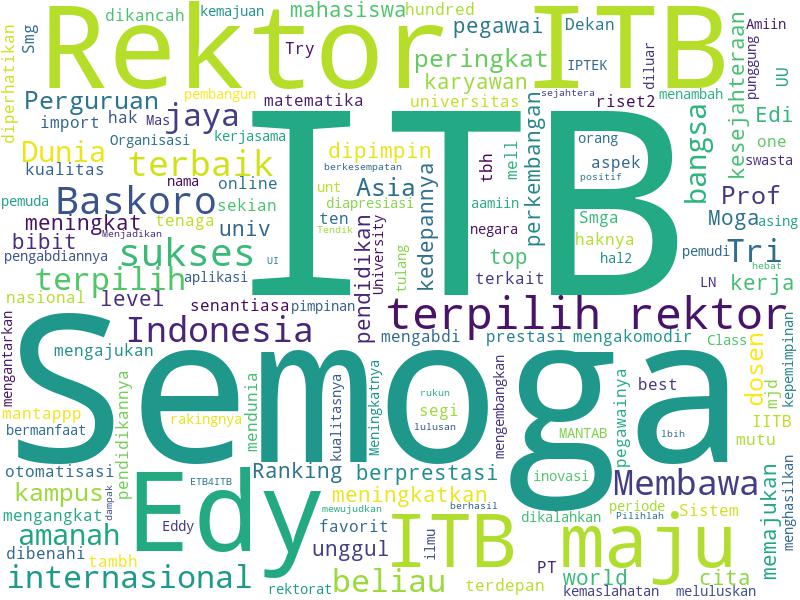 Rektor ITB
ITB
Semoga
Edy
ITB maju
terpilih rektor
Baskoro
Indonesia
internasional
Membawa
sukses
terpilih
terbaik
jaya
Tri
beliau
amanah
bangsa
Dunia
Perguruan
peringkat
karyawan
pegawai
mahasiswa
hundred
dikancah
kemajuan
Try
Dekan
IPTEK
diluar
menambah
Amiin
punggung
UU
kesejahteraan
sejahtera
riset2
universitas
matematika
pembangun
Smg
diperhatikan
import
hak
Mas
Organisasi
kerjasama
kualitas
nama
online
pemuda
sekian
meningkat
Menjadikan
tenaga
univ
bibit
pengabdiannya
aplikasi
UI
nasional
level
senantiasa
pimpinan
dipimpin
berkesempatan
Asia
unt
diapresiasi
ten
Tendik
pendidikan
University
tulang
kedepannya
tbh
mell
aamiin
negara
top
terkait
perkembangan
orang
aspek
positif
Smga
haknya
hal2
Edi
one
swasta
Prof
Moga
asing
pemudi
hebat
LN
kerja
mengabdi
prestasi
mengakomodir
Class
mengantarkan
mengajukan
mantappp
bermanfaat
pendidikannya
rakingnya
mendunia
kualitasnya
Meningkatnya
rukun
segi
lulusan
mengembangkan
MANTAB
inovasi
pegawainya
best
lbih
dosen
mjd
kepemimpinan
IITB
mutu
otomatisasi
kampus
mengangkat
dampak
dibenahi
tambh
ETB4ITB
Eddy
Ranking
berprestasi
meningkatkan
mewujudkan
berhasil
favorit
unggul
ilmu
rektorat
terdepan
dikalahkan
periode
Pilihlah
Sistem
PT
world
cita
kemaslahatan
meluluskan
memajukan
menghasilkan